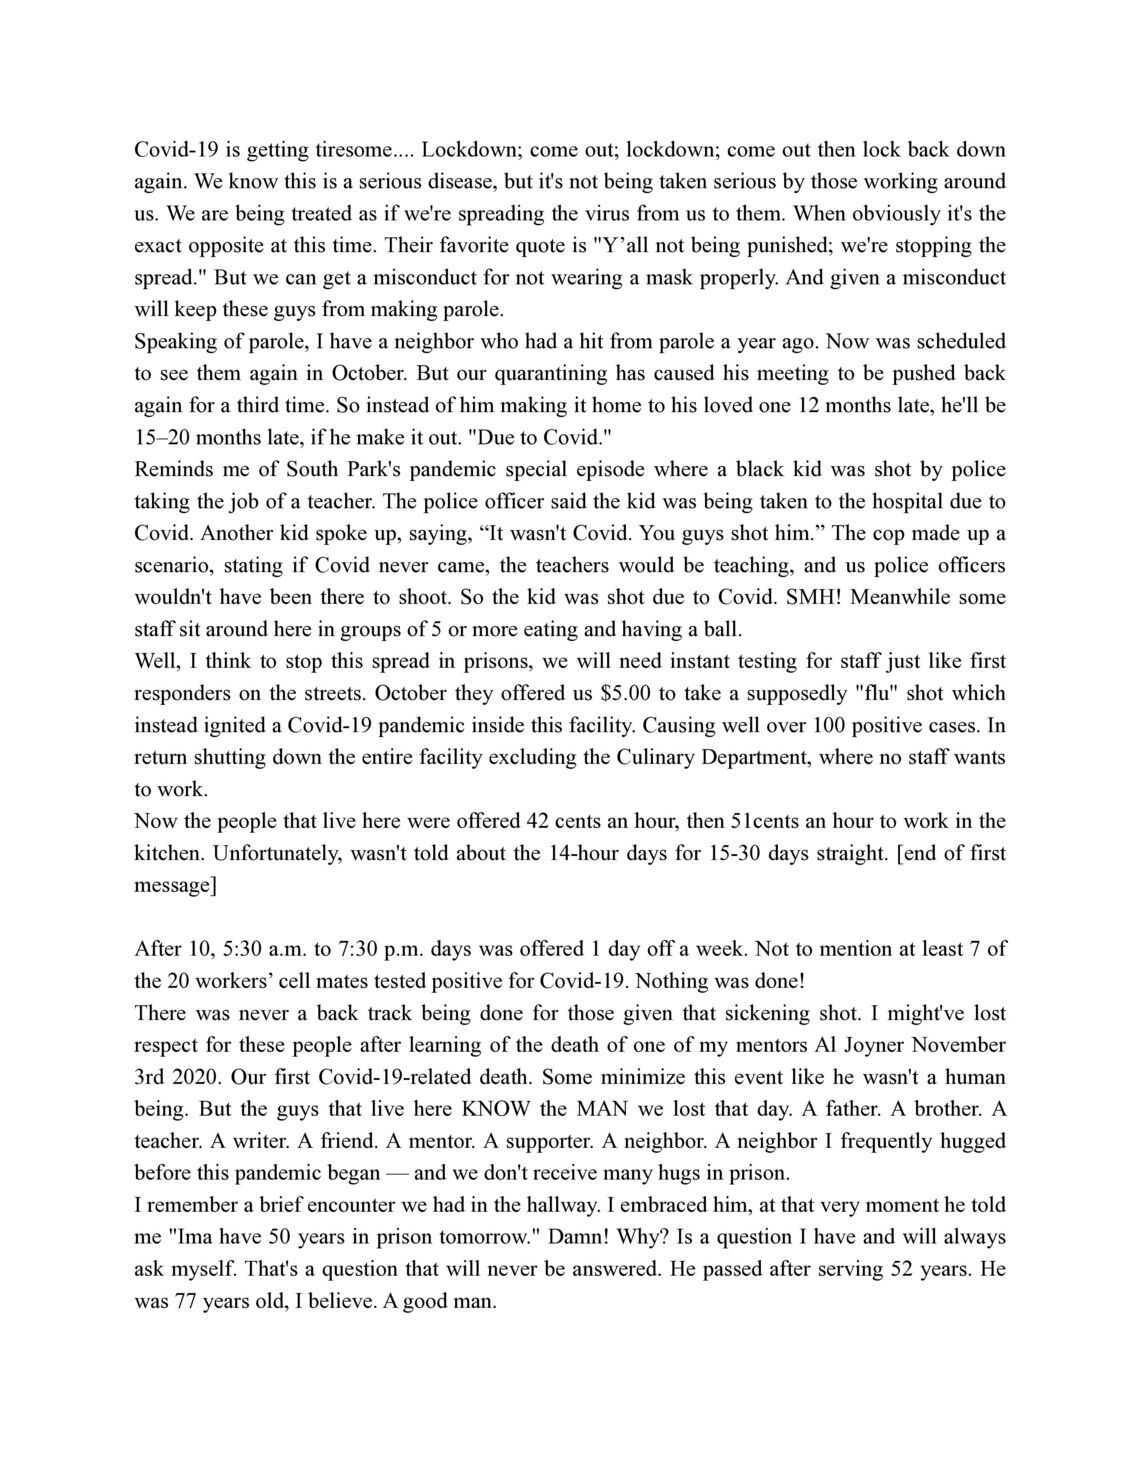 Covid-19 is getting tiresome.... Lockdown; come out; lockdown; come out then lock back down
again. We know this is a serious disease, but it's not being taken serious by those working around
us. We are being treated as if we're spreading the virus from us to them. When obviously it's the
exact opposite at this time. Their favorite quote is "Y’all not being punished; we're stopping the
spread." But we can get a misconduct for not wearing a mask properly. And given a misconduct
will keep these guys from making parole.
Speaking of parole, I have a neighbor who had a hit from parole a year ago. Now was scheduled
to see them again in October. But our quarantining has caused his meeting to be pushed back
again for a third time. So instead of him making it home to his loved one 12 months late, he'll be
15–20 months late, if he make it out. "Due to Covid."
Reminds me of South Park's pandemic special episode where a black kid was shot by police
taking the job of a teacher. The police officer said the kid was being taken to the hospital due to
Covid. Another kid spoke up, saying, “It wasn't Covid. You guys shot him.” The cop made up a
scenario, stating if Covid never came, the teachers would be teaching, and us police officers
wouldn't have been there to shoot. So the kid was shot due to Covid. SMH! Meanwhile some
staff sit around here in groups of 5 or more eating and having a ball.
Well, I think to stop this spread in prisons, we will need instant testing for staff just like first
responders on the streets. October they offered us $5.00 to take a supposedly "flu" shot which
instead ignited a Covid-19 pandemic inside this facility. Causing well over 100 positive cases. In
return shutting down the entire facility excluding the Culinary Department, where no staff wants
to work.
Now the people that live here were offered 42 cents an hour, then 51cents an hour to work in the
kitchen. Unfortunately, wasn't told about the 14-hour days for 15-30 days straight. [end of first
message]
After 10, 5:30 a.m. to 7:30 p.m. days was offered 1 day off a week. Not to mention at least 7 of
the 20 workers’ cell mates tested positive for Covid-19. Nothing was done!
There was never a back track being done for those given that sickening shot. I might've lost
respect for these people after learning of the death of one of my mentors Al Joyner November
3rd 2020. Our first Covid-19-related death. Some minimize this event like he wasn't a human
being. But the guys that live here KNOW the MAN we lost that day. A father. A brother. A
teacher. A writer. A friend. A mentor. A supporter. A neighbor. A neighbor I frequently hugged
before this pandemic began — and we don't receive many hugs in prison.
I remember a brief encounter we had in the hallway. I embraced him, at that very moment he told
me "Ima have 50 years in prison tomorrow." Damn! Why? Is a question I have and will always
ask myself. That's a question that will never be answered. He passed after serving 52 years. He
was 77 years old, I believe. A good man.